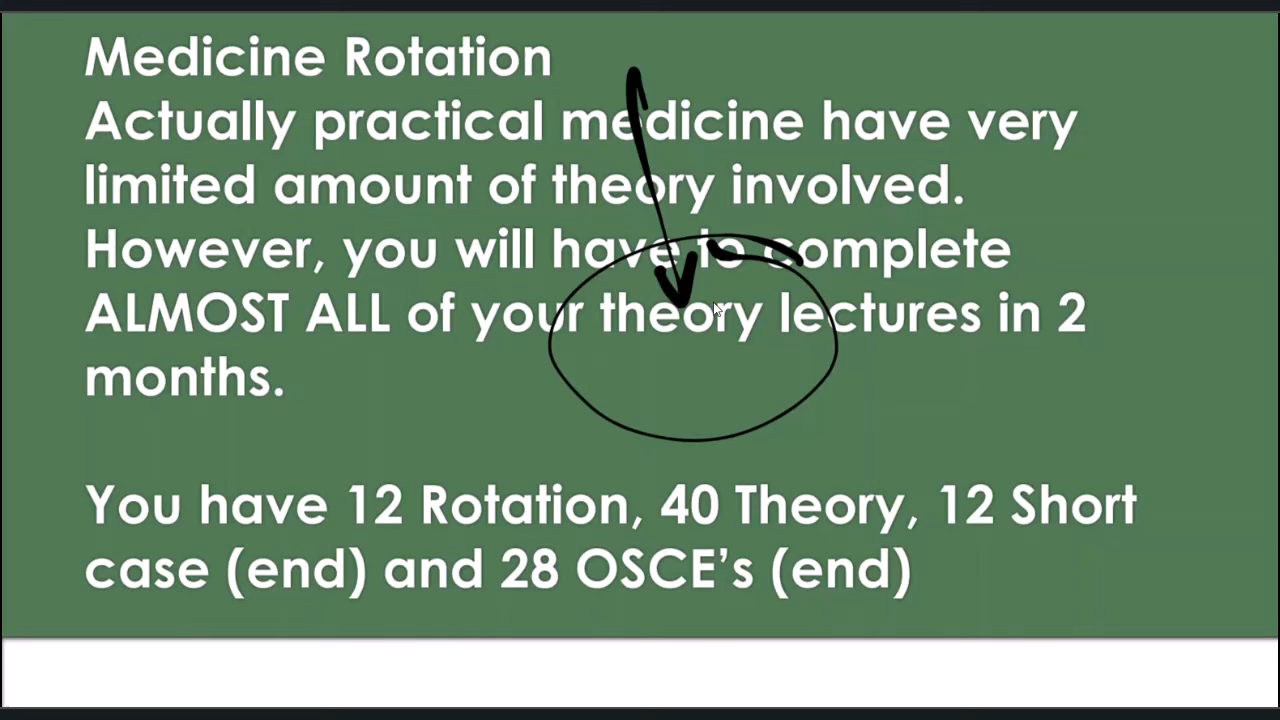 Medicine Rotation
Actually practical medicine have very
limited amount of theory involved.
However, you will have to complete
ALMOST ALL of your theory lectures in 2
months.
You have 12 Rotation, 40 Theory, 12 Short
case (end) and 28 OSCE’s (end)